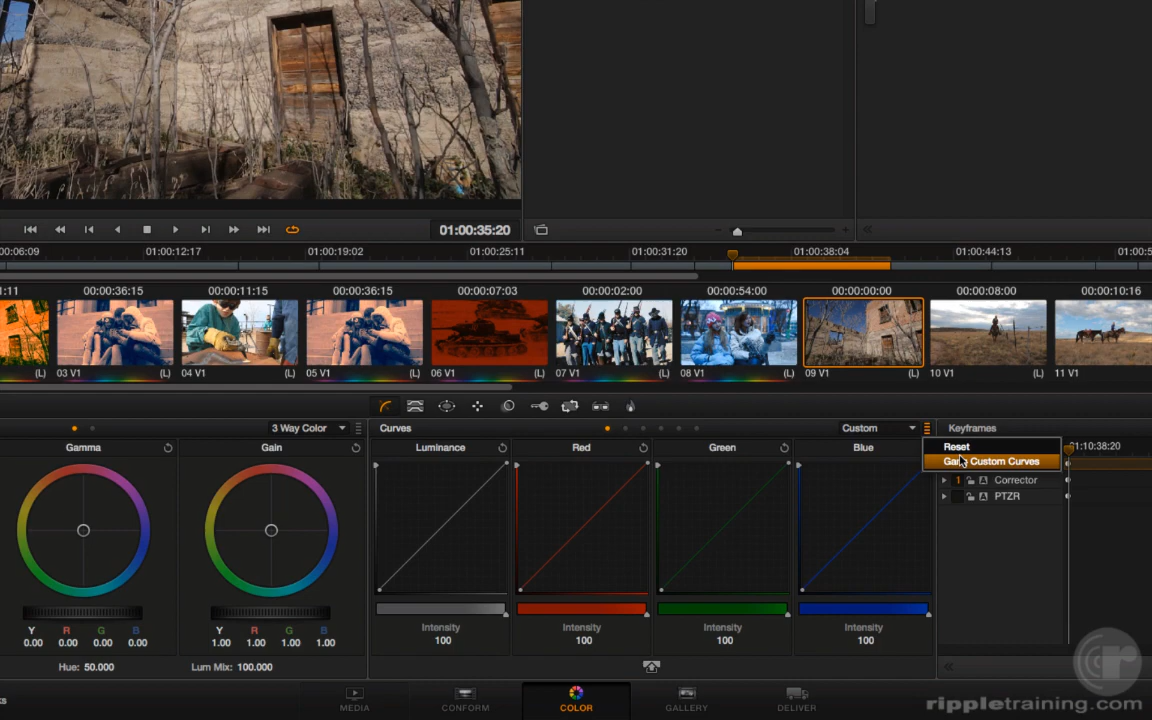 01:00:35:20
00:06:09 01:00:12:17 01:00:19:02 01:00:25:11 01:00:31:20 01:00:38:04 01:00:44:13 01:00:5
1:11 00:00:36:15 00:00:11:15 00:00:36:15 00:00:07:03 00:00:02:00 00:00:54:00 00:00:00:00 00:00:08:00 00:00:10:16
(L) 03 V1 (L) 04 V1 (L) 05 V1 (L) 06 V1 (L) 07 V1 (L) 08 V1 (L) 09 V1 (L) 10 V1 (L) 11 V1
3 Way Color Curves Custom Keyframes
Gamma Gain Luminance Red Green Blue Reset 01:10:38:20
Custom Curves
1 Corrector
PTZR
Y R G B Y R G B Intensity Intensity Intensity Intensity
0.00 0.00 0.00 0.00 1.00 1.00 1.00 1.00 100 100 100 100
Hue: 50.000 Lum Mix: 100.000
ks MEDIA CONFORM COLOR GALLERY DELIVER
r
rippletraining.com